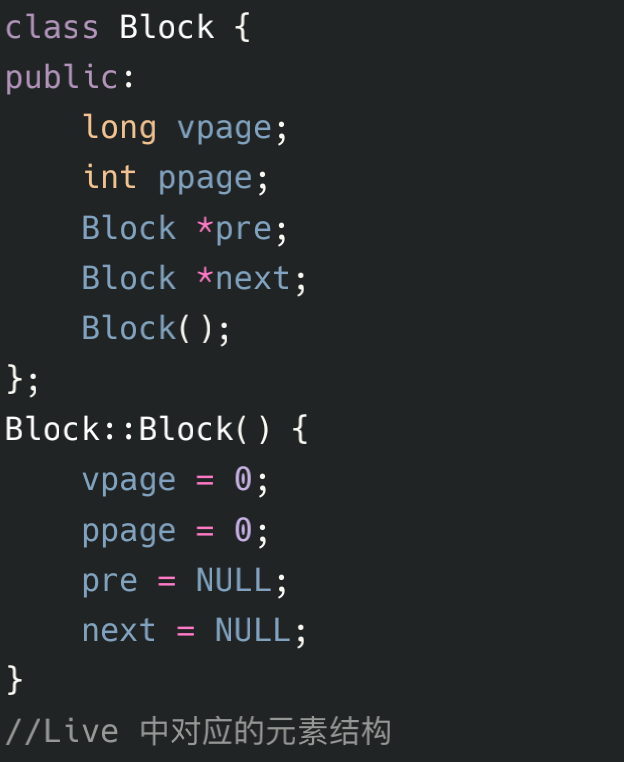 class Block {
public:
    long vpage;
    int ppage;
    Block *pre;
    Block *next;
    Block();
};
Block::Block() {
    vpage = 0;
    ppage = 0;
    pre = NULL;
    next = NULL;
}
//Live 中对应的元素结构